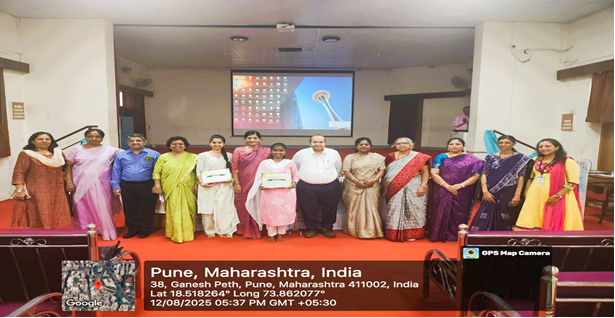 GPS Map Camera
Pune, Maharashtra, India
38, Ganesh Peth, Pune, Maharashtra 411002, India
Lat 18.518264° Long 73.862077°
12/08/2025 05:37 PM GMT +05:30
Google